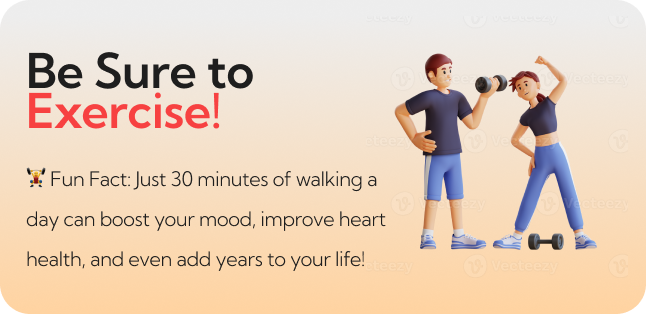 Be Sure to
Exercise!
🏋️ Fun Fact: Just 30 minutes of walking a
day can boost your mood, improve heart
health, and even add years to your life!